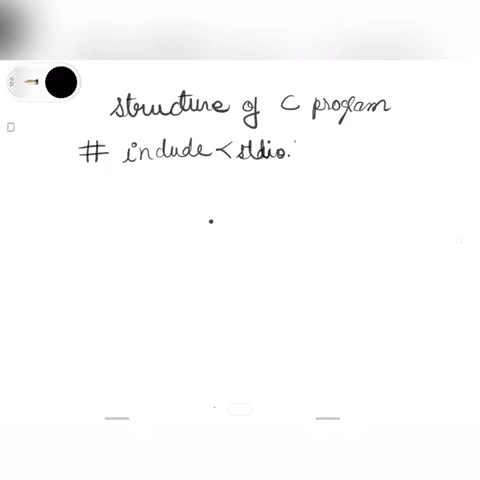 structure of C program
# include <stdio.